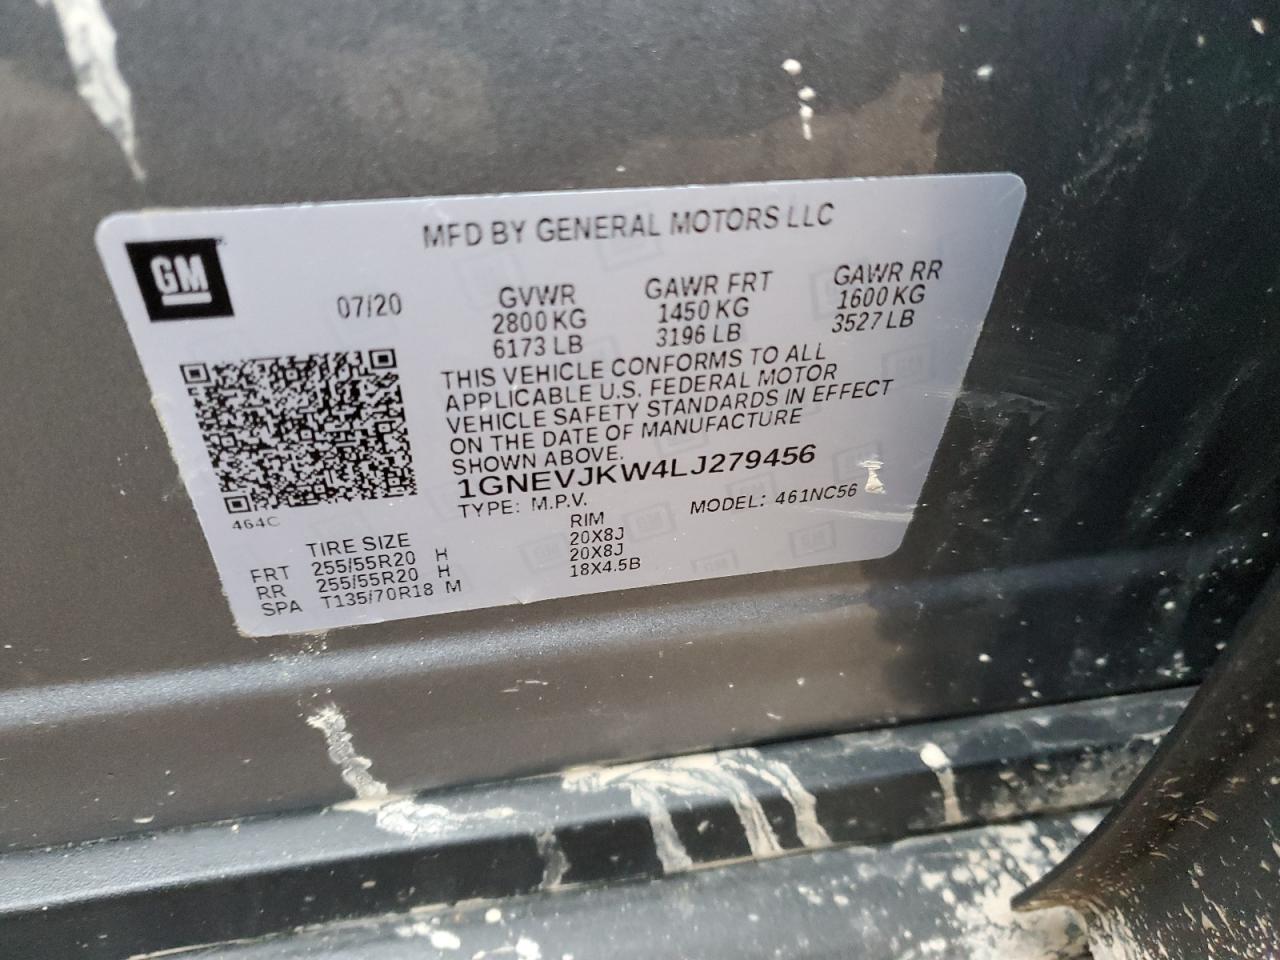 MFD BY GENERAL MOTORS LLC
GM
07/20
GVWR
2800 KG
6173 LB
GAWR FRT
1450 KG
3196 LB
GAWR RR
1600 KG
3527 LB
THIS VEHICLE CONFORMS TO ALL
APPLICABLE U.S. FEDERAL MOTOR
VEHICLE SAFETY STANDARDS IN EFFECT
ON THE DATE OF MANUFACTURE
SHOWN ABOVE.
1GNEVJKW4LJ279456
TYPE: M.P.V. MODEL: 461NC56
464C
TIRE SIZE RIM
FRT 255/55R20 H 20X8J
RR 255/55R20 H 20X8J
SPA T135/70R18 M 18X4.5B